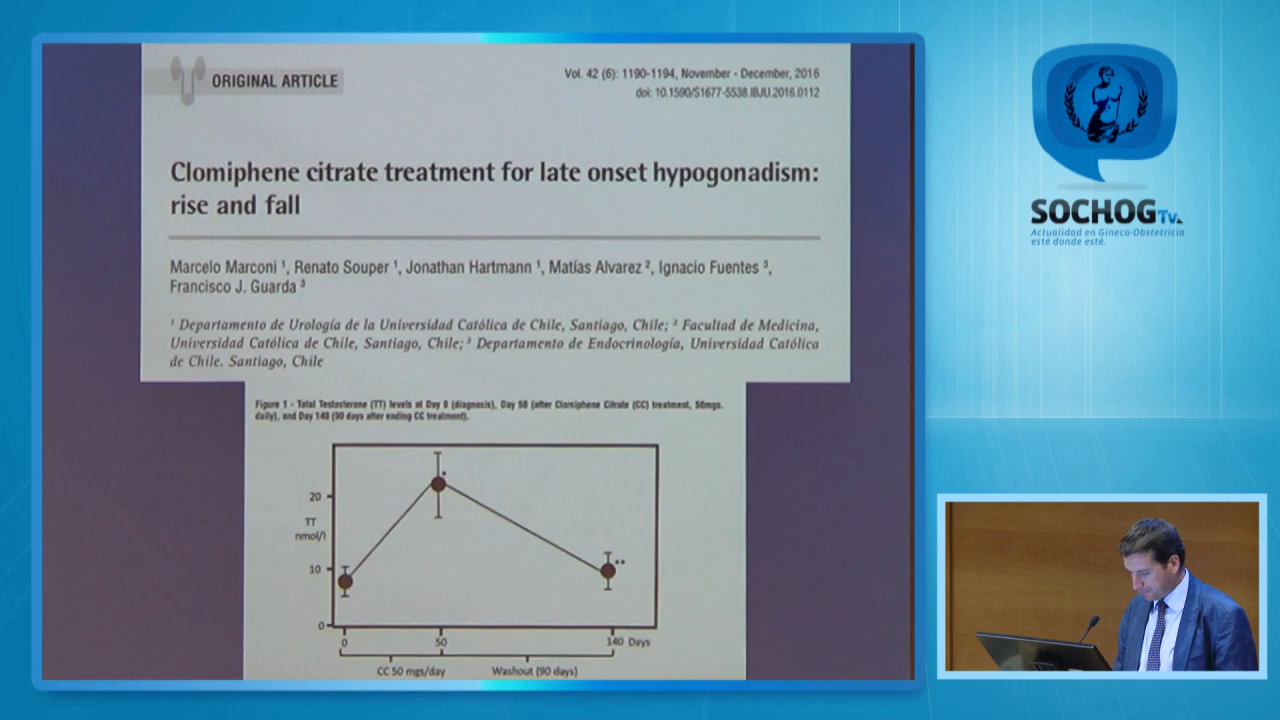 ORIGINAL ARTICLE
Vol. 42 (6): 1190-1194, November - December, 2016
doi: 10.1590/S1677-5538.IBJU.2016.0112
Clomiphene citrate treatment for late onset hypogonadism:
rise and fall
Marcelo Marconi ¹, Renato Souper ¹, Jonathan Hartmann ¹, Matías Alvarez ², Ignacio Fuentes ³,
Francisco J. Guarda ³
¹ Departamento de Urología de la Universidad Católica de Chile, Santiago, Chile; ² Facultad de Medicina,
Universidad Católica de Chile, Santiago, Chile; ³ Departamento de Endocrinología, Universidad Católica
de Chile. Santiago, Chile
Figure 1 - Total Testosterone (TT) levels at Day 0 (diagnosis), Day 50 (after Clomiphene Citrate (CC) treatment, 50mgs.
daily), and Day 140 (90 days after ending CC treatment).
20
TT
nmol/l
10
0
*
**
0 50 140 Days
CC 50 mgs/day Washout (90 days)
SOCHOG Tv.
Actualidad en Gineco-Obstetricia
esté donde esté.